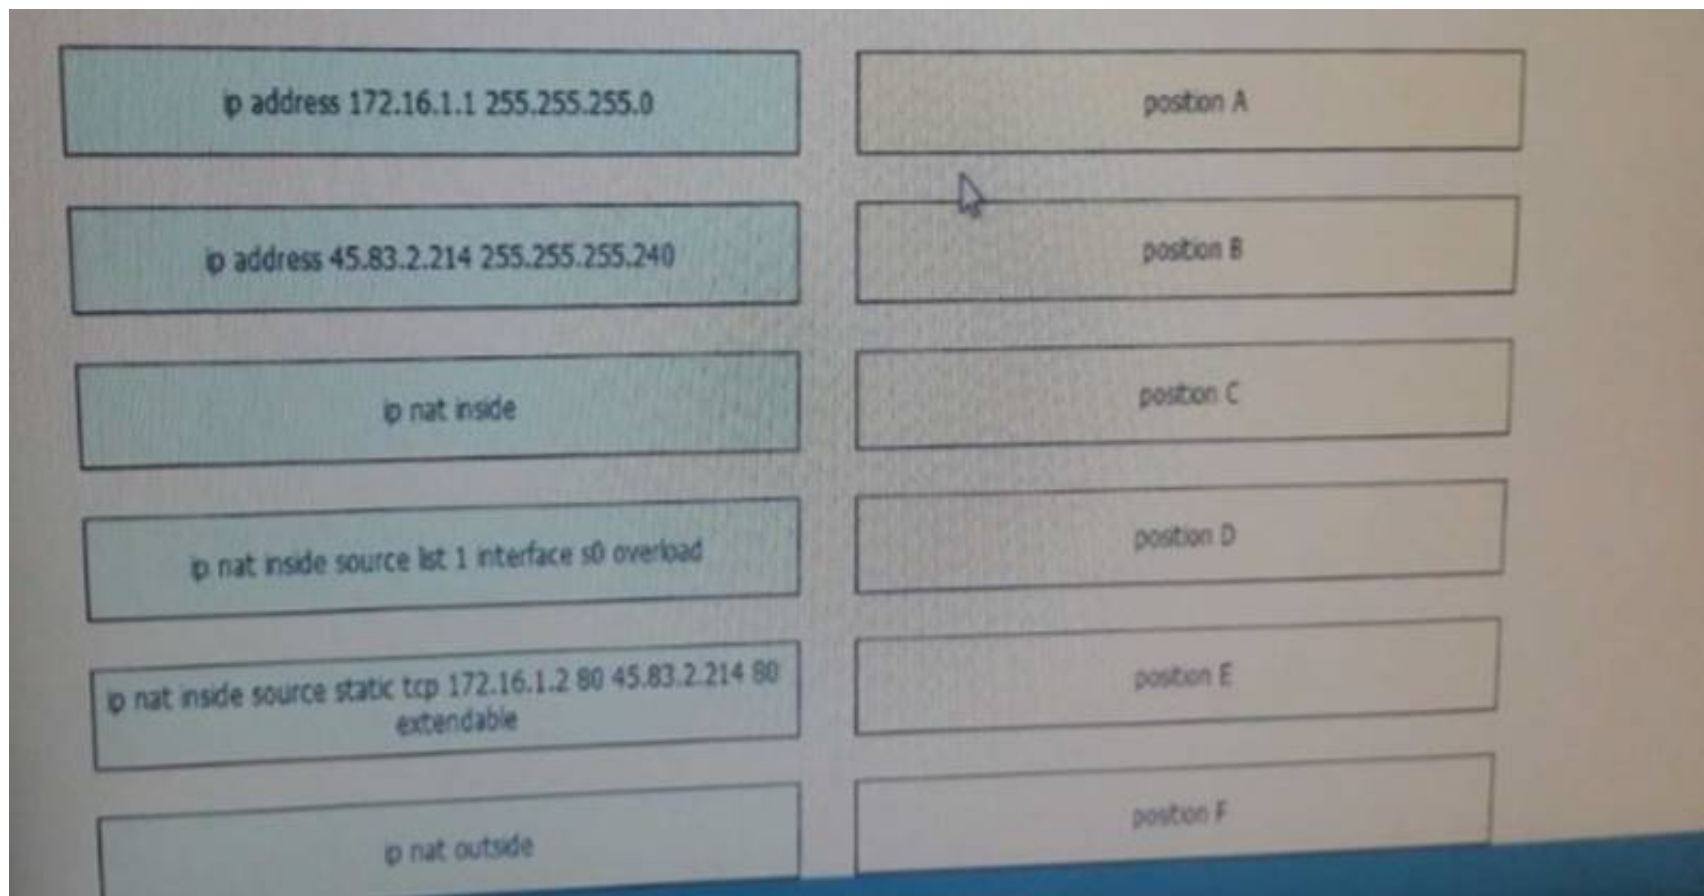 ip address 172.16.1.1 255.255.255.0
position A
ip address 45.83.2.214 255.255.255.240
position B
ip nat inside
position C
ip nat inside source list 1 interface s0 overload
position D
ip nat inside source static tcp 172.16.1.2 80 45.83.2.214 80
extendable
position E
ip nat outside
position F